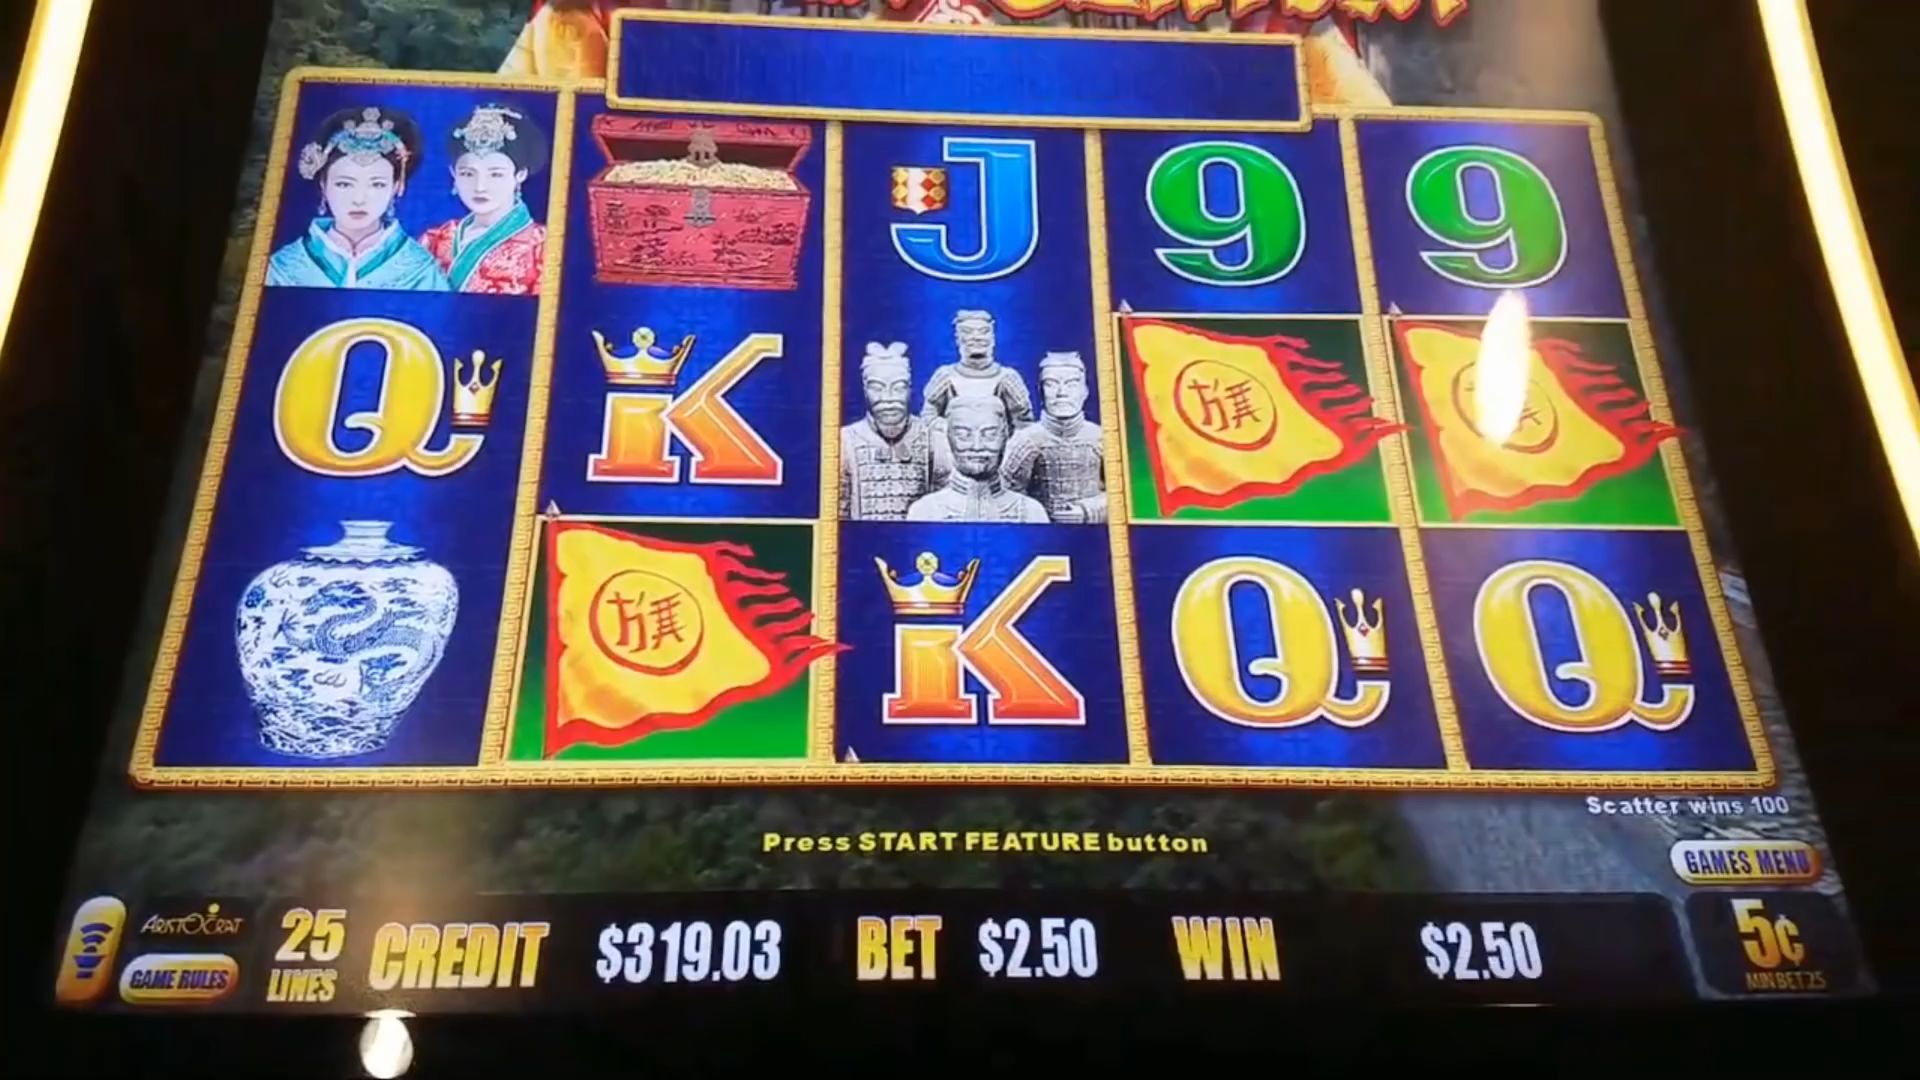 J 9 9
Q K
旗 旗
旗 K Q Q
Scatter wins 100
Press START FEATURE button
GAMES MENU
ARISTOCRAT
GAME RULES
25
LINES
CREDIT $319.03 BET $2.50 WIN $2.50
5¢
MIN BET 25